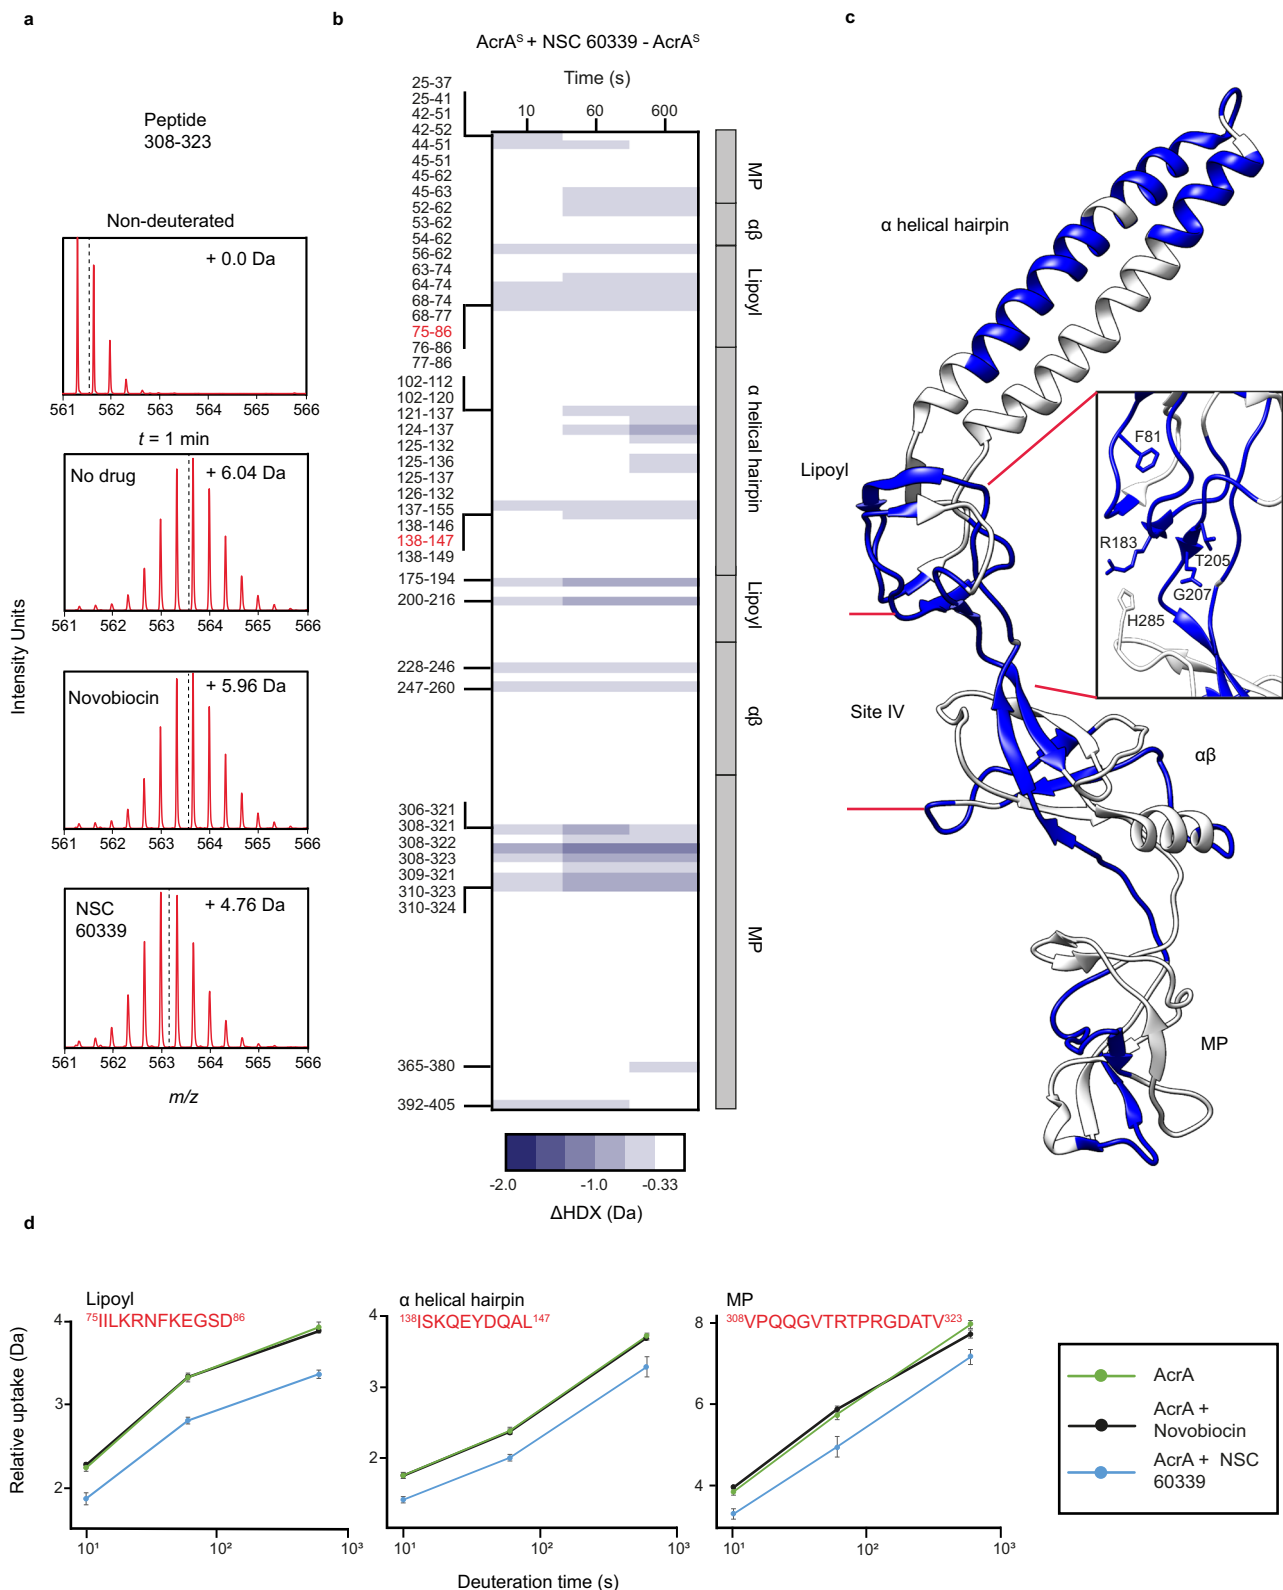 a
Peptide
308-323
Non-deuterated
+ 0.0 Da
561 562 563 564 565 566
t = 1 min
No drug
+ 6.04 Da
561 562 563 564 565 566
Novobiocin
+ 5.96 Da
561 562 563 564 565 566
NSC
60339
+ 4.76 Da
561 562 563 564 565 566
m/z
Intensity Units
b
AcrAˢ + NSC 60339 - AcrAˢ
Time (s)
10 60 600
25-37
25-41
42-51
42-52
44-51
45-51
45-62
45-63
52-62
53-62
54-62
56-62
63-74
64-74
68-74
68-77
75-86
76-86
77-86
102-112
102-120
121-137
124-137
125-132
125-136
125-137
126-132
137-155
138-146
138-147
138-149
175-194
200-216
228-246
247-260
306-321
308-321
308-322
308-323
309-321
310-323
310-324
365-380
392-405
MP
αβ
Lipoyl
α helical hairpin
Lipoyl
αβ
MP
-2.0 -1.0 -0.33
ΔHDX (Da)
c
α helical hairpin
Lipoyl
F81
R183
T205
G207
H285
Site IV
αβ
MP
d
Relative uptake (Da)
Lipoyl
⁷⁵IILKRNFKEGSD⁸⁶
4
3
2
10¹ 10² 10³
α helical hairpin
¹³⁸ISKQEYDQAL¹⁴⁷
4
3
2
10¹ 10² 10³
MP
³⁰⁸VPQQGVTRTPRGDATV³²³
8
6
4
10¹ 10² 10³
Deuteration time (s)
AcrA
AcrA +
Novobiocin
AcrA + NSC
60339